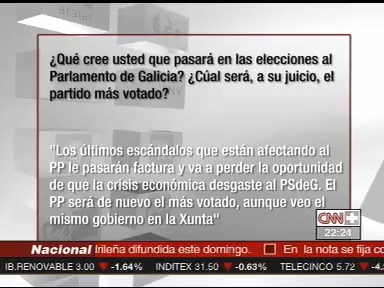 ¿Qué cree usted que pasará en las elecciones al
Parlamento de Galicia? ¿Cúal será, a su juicio, el
partido más votado?
"Los últimos escándalos que están afectando al
PP le pasarán factura y va a perder la oportunidad
de que la crisis económica desgaste al PSdeG. El
PP será de nuevo el más votado, aunque veo el
mismo gobierno en la Xunta"
CNN+
22:24
Nacional irileña difundida este domingo. En la nota se fija co
IB.RENOVABLE 3.00 -1.64% INDITEX 31.50 -0.63% TELECINCO 5.72 -4.